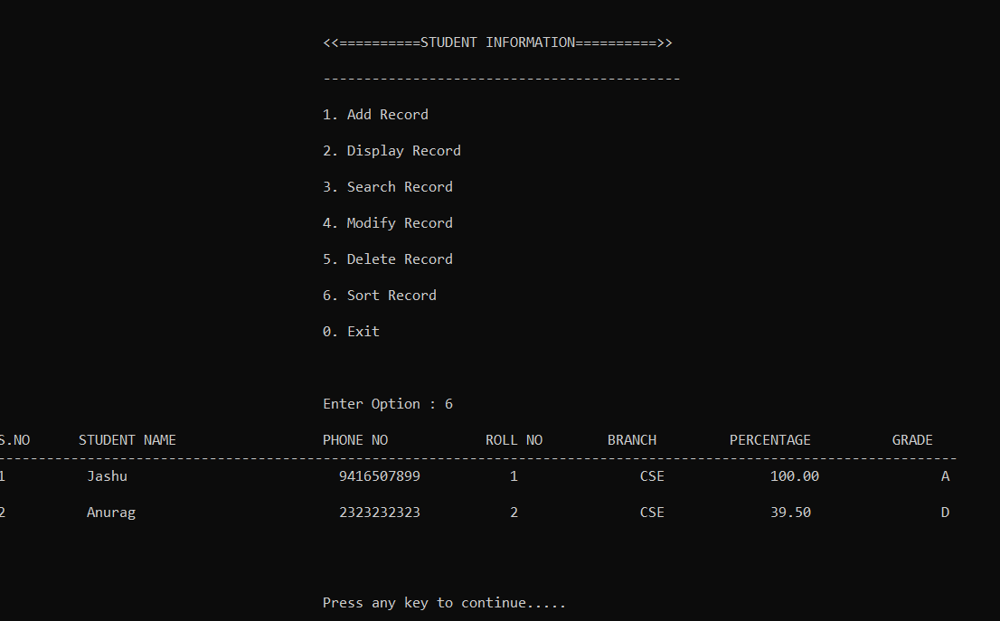 <<==========STUDENT INFORMATION==========>>
--------------------------------------------
1. Add Record
2. Display Record
3. Search Record
4. Modify Record
5. Delete Record
6. Sort Record
0. Exit
Enter Option : 6
S.NO STUDENT NAME PHONE NO ROLL NO BRANCH PERCENTAGE GRADE
----------------------------------------------------------------------------------------------------------------------
1 Jashu 9416507899 1 CSE 100.00 A
2 Anurag 2323232323 2 CSE 39.50 D
Press any key to continue.....